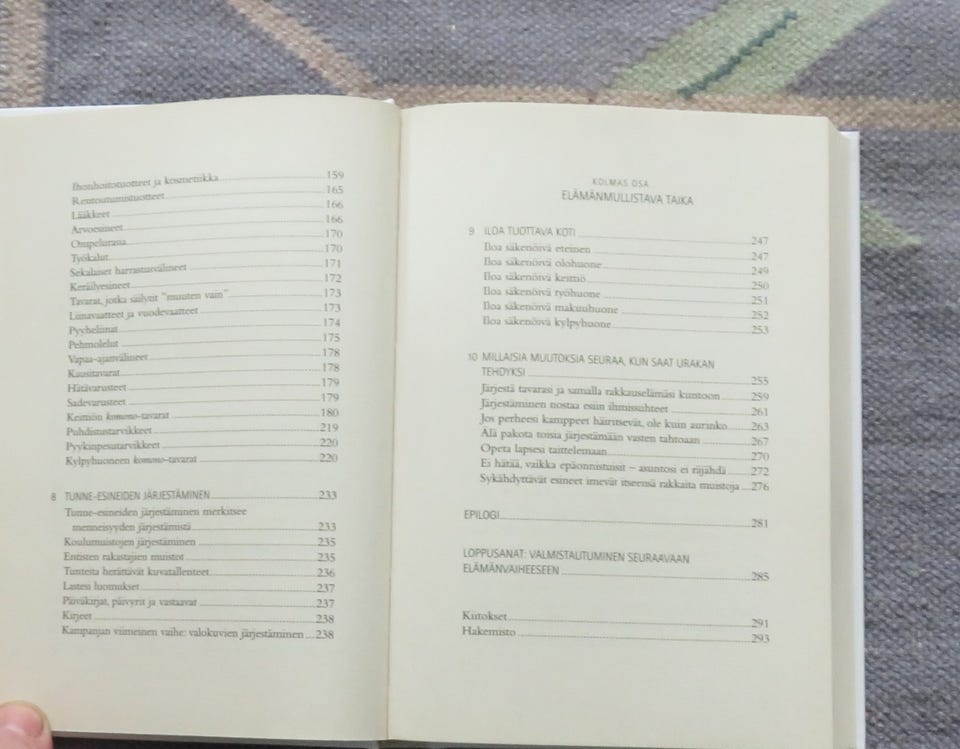 Ihonhoitotuotteet ja kosmetiikka 159
Rentoutumistuotteet 165
Lääkkeet 166
Arvoesineet 166
Ompelurasia 170
Työkalut 170
Sekalaiset harrastusvälineet 171
Keräilyesineet 172
Tavarat, jotka säilytit ”muuten vain” 173
Liinavaatteet ja vuodevaatteet 173
Pyyheliinat 174
Pehmolelut 175
Vapaa-ajanvälineet 178
Kausitavarat 178
Hätävarusteet 179
Sadevarusteet 179
Keittiön komono-tavarat 180
Puhdistustarvikkeet 219
Pyykinpesutarvikkeet 220
Kylpyhuoneen komono-tavarat 220
8 TUNNE-ESINEIDEN JÄRJESTÄMINEN 233
Tunne-esineiden järjestäminen merkitsee
menneisyyden järjestämistä 233
Koulumuistojen järjestäminen 235
Entisten rakastajien muistot 235
Tunteita herättävät kuvatallenteet 236
Lastesi luomukset 237
Päiväkirjat, päivyrit ja vastaavat 237
Kirjeet 238
Kampanjan viimeinen vaihe: valokuvien järjestäminen 238
KOLMAS OSA
ELÄMÄNMULLISTAVA TAIKA
9 ILOA TUOTTAVA KOTI 247
Iloa säkenöivä eteinen 247
Iloa säkenöivä olohuone 249
Iloa säkenöivä keittiö 250
Iloa säkenöivä työhuone 251
Iloa säkenöivä makuuhuone 252
Iloa säkenöivä kylpyhuone 253
10 MILLAISIA MUUTOKSIA SEURAA, KUN SAAT URAKAN
TEHDYKSI 255
Järjestä tavarasi ja samalla rakkauselämäsi kuntoon 259
Järjestäminen nostaa esiin ihmissuhteet 261
Jos perheesi kamppeet häiritsevät, ole kuin aurinko 263
Älä pakota toisia järjestämään vasten tahtoaan 267
Opeta lapsesi taittelemaan 270
Ei hätää, vaikka epäonnistuisit – asuntosi ei räjähdä 272
Sykähdyttävät esineet imevät itseensä rakkaita muistoja 276
EPILOGI 281
LOPPUSANAT: VALMISTAUTUMINEN SEURAAVAAN
ELÄMÄNVAIHEESEEN 285
Kiitokset 291
Hakemisto 293